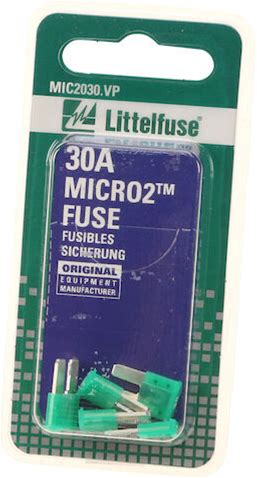 MIC2030.VP
Littelfuse®
30A
MICRO2™
FUSE
FUSIBLES
SICHERUNG
ORIGINAL
EQUIPMENT
MANUFACTURER